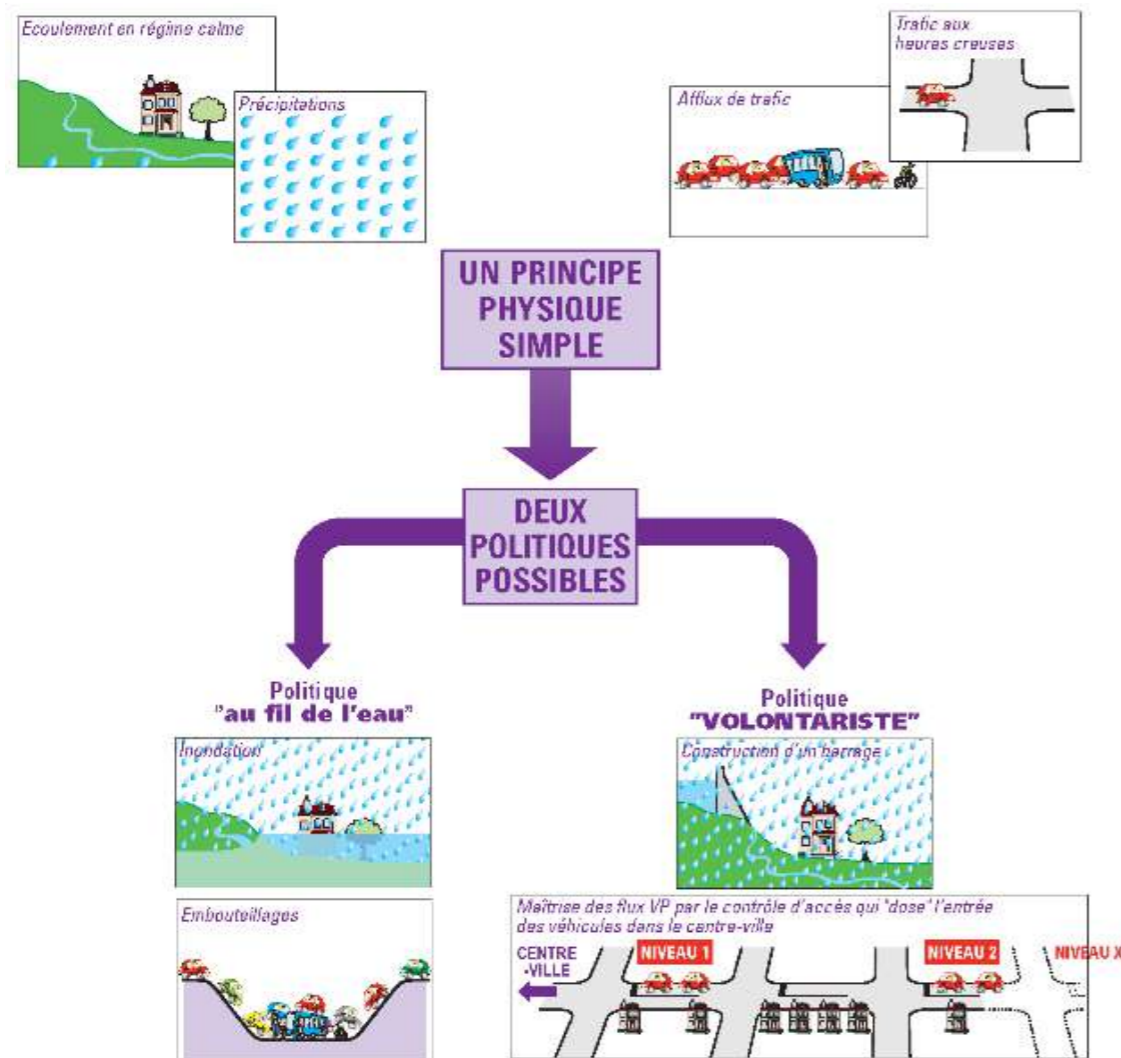 Ecoulement en régime calme
Précipitations
Trafic aux
heures creuses
Afflux de trafic
UN PRINCIPE
PHYSIQUE
SIMPLE
DEUX
POLITIQUES
POSSIBLES
Politique
"au fil de l'eau"
Inondation
Embouteillages
Politique
"VOLONTARISTE"
Construction d'un barrage
Maîtrise des flux VP par le contrôle d'accès qui "dose" l'entrée
des véhicules dans le centre-ville
CENTRE
-VILLE
NIVEAU 1
NIVEAU 2
NIVEAU X